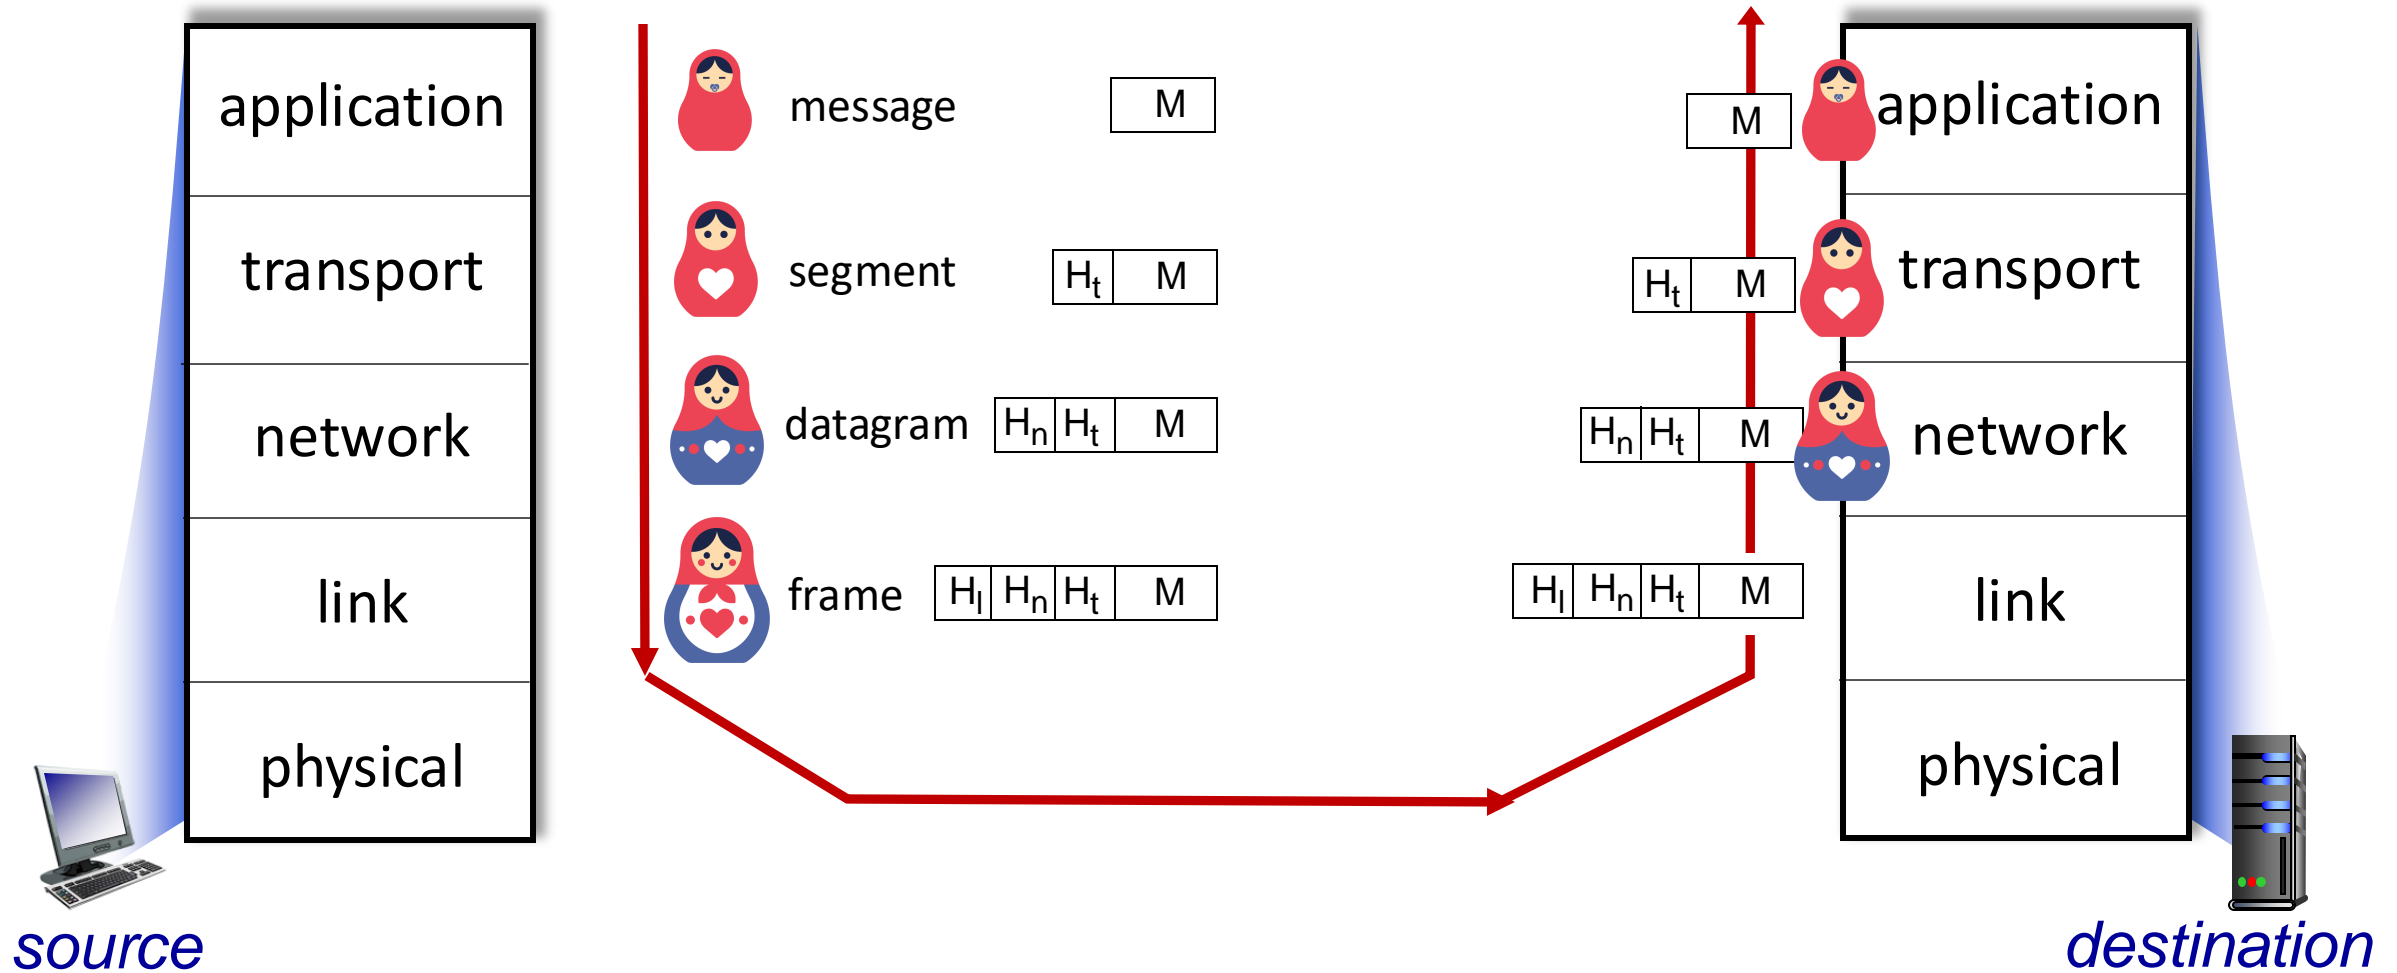 application
message
M
M
application
transport
segment
Ht M
Ht M
transport
network
datagram
Hn Ht M
Hn Ht M
network
link
frame
Hl Hn Ht M
Hl Hn Ht M
link
physical
physical
source
destination